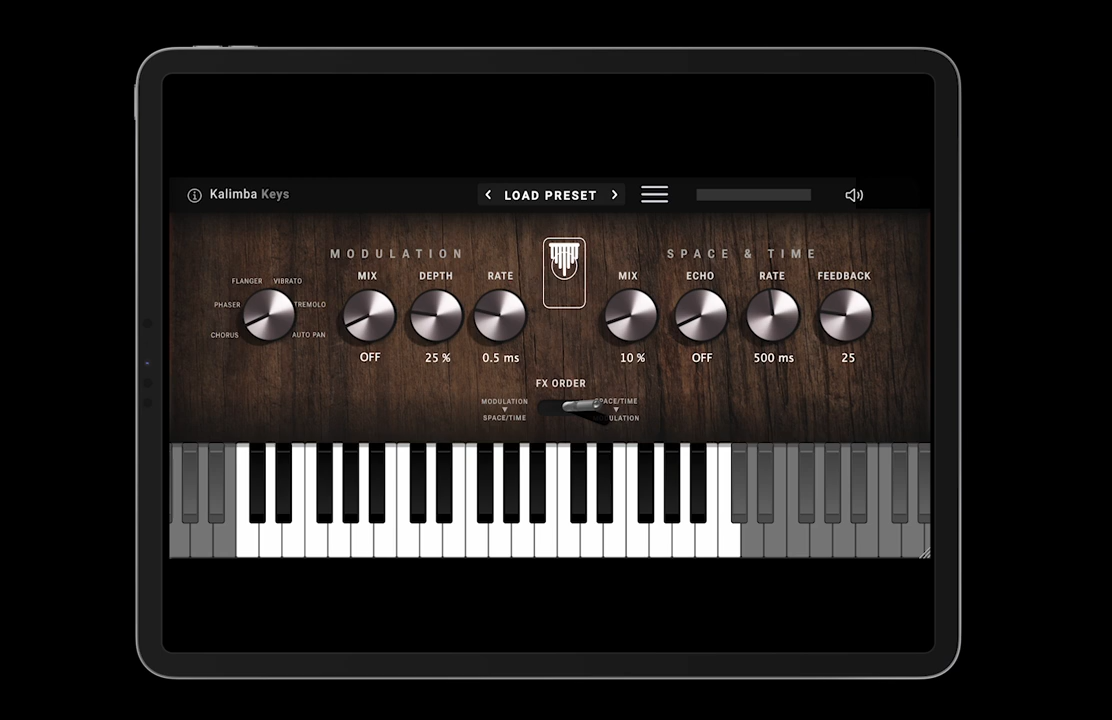 Kalimba Keys
LOAD PRESET
MODULATION
SPACE & TIME
MIX DEPTH RATE
MIX ECHO RATE FEEDBACK
FLANGER VIBRATO
PHASER TREMOLO
CHORUS AUTO PAN
OFF 25 % 0.5 ms
10 % OFF 500 ms 25
FX ORDER
MODULATION
SPACE/TIME
SPACE/TIME
MODULATION